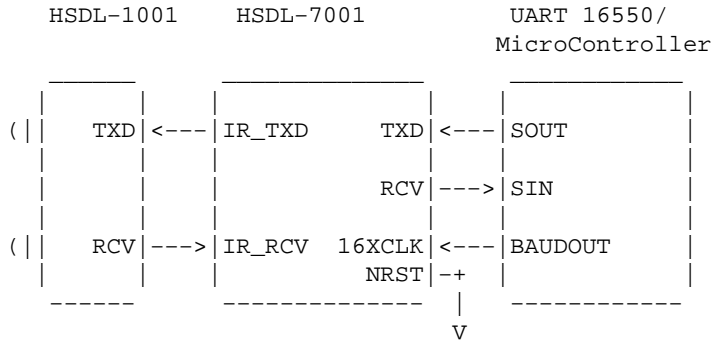 HSDL-1001 HSDL-7001 UART 16550/
MicroController
TXD IR_TXD TXD SOUT
RCV SIN
RCV IR_RCV 16XCLK BAUDOUT
NRST
V